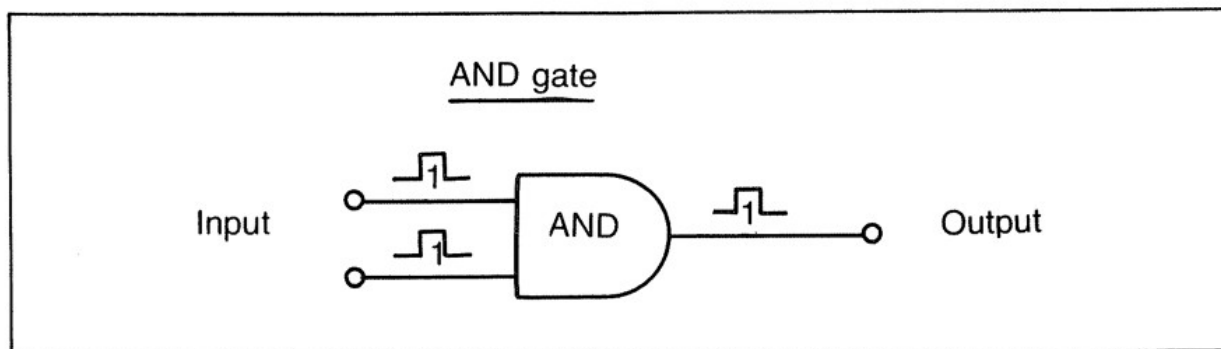 AND gate
1
1
Input
AND
1
Output